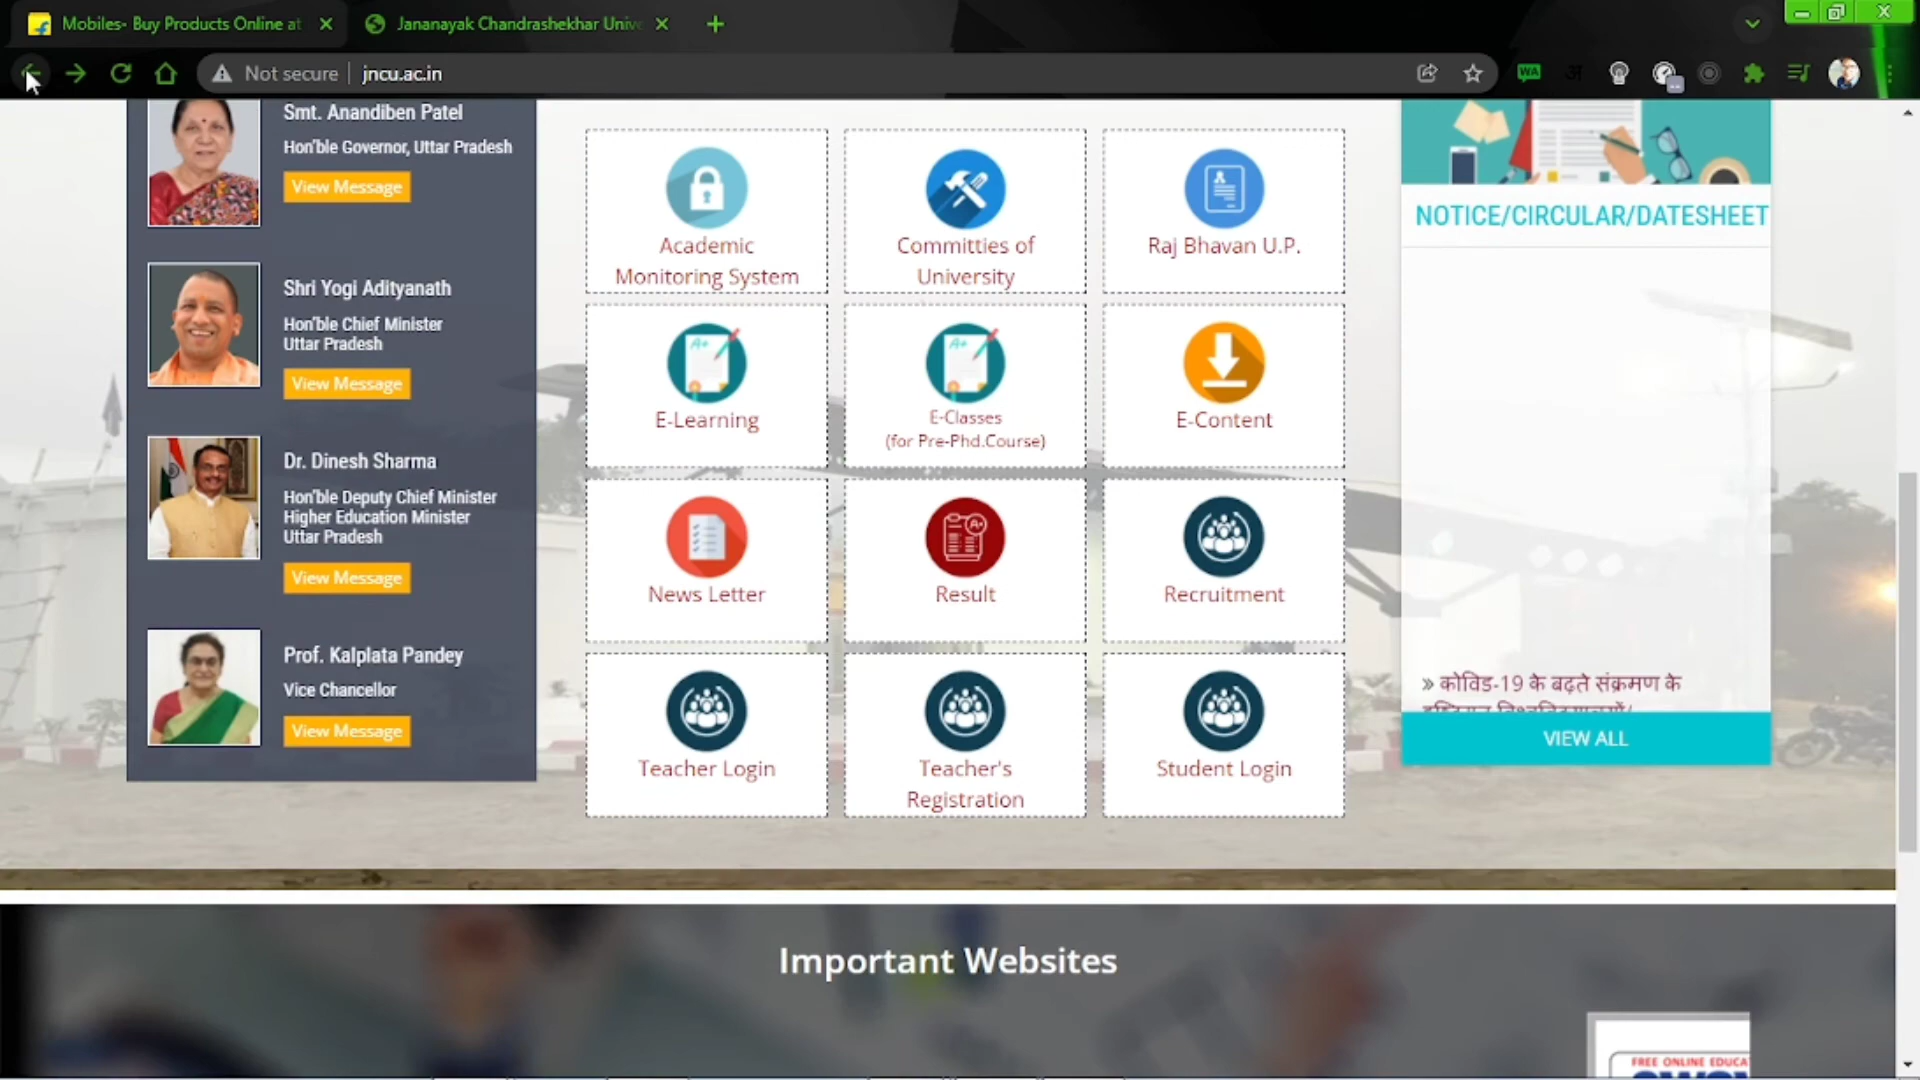 Mobiles- Buy Products Online at
Jananayak Chandrashekhar Unive
Not secure
jncu.ac.in
WA
Smt. Anandiben Patel
Hon'ble Governor, Uttar Pradesh
View Message
Shri Yogi Adityanath
Hon'ble Chief Minister
Uttar Pradesh
View Message
Dr. Dinesh Sharma
Hon'ble Deputy Chief Minister
Higher Education Minister
Uttar Pradesh
View Message
Prof. Kalplata Pandey
Vice Chancellor
View Message
Academic
Monitoring System
Committies of
University
Raj Bhavan U.P.
E-Learning
E-Classes
(for Pre-Phd.Course)
E-Content
News Letter
Result
Recruitment
Teacher Login
Teacher's
Registration
Student Login
NOTICE/CIRCULAR/DATESHEET
» कोविड-19 के बढ़ते संक्रमण के
VIEW ALL
Important Websites
FREE ONLINE EDUCA